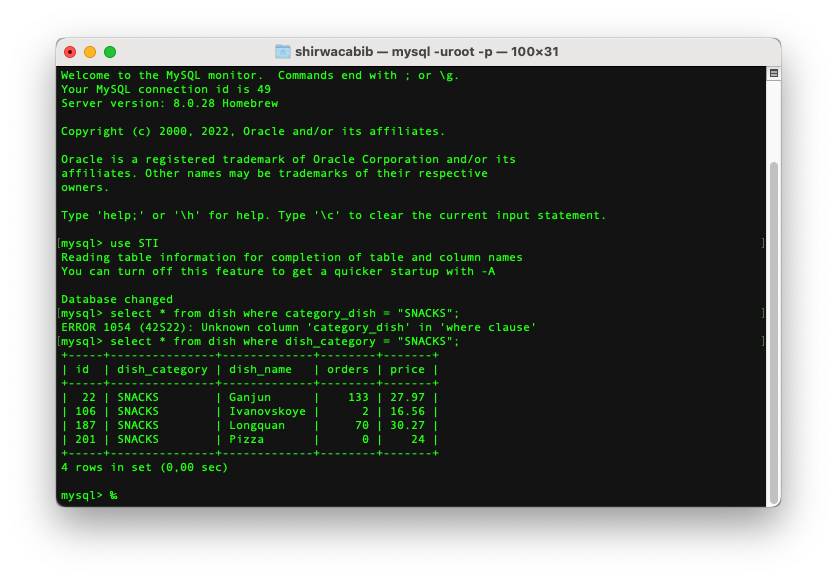 shirwacabib — mysql -uroot -p — 100×31
Welcome to the MySQL monitor.  Commands end with ; or \g.
Your MySQL connection id is 49
Server version: 8.0.28 Homebrew
Copyright (c) 2000, 2022, Oracle and/or its affiliates.
Oracle is a registered trademark of Oracle Corporation and/or its
affiliates. Other names may be trademarks of their respective
owners.
Type 'help;' or '\h' for help. Type '\c' to clear the current input statement.
[mysql> use STI ]
Reading table information for completion of table and column names
You can turn off this feature to get a quicker startup with -A
Database changed
[mysql> select * from dish where category_dish = "SNACKS"; ]
ERROR 1054 (42S22): Unknown column 'category_dish' in 'where clause'
[mysql> select * from dish where dish_category = "SNACKS"; ]
+-----+---------------+-------------+--------+-------+
| id  | dish_category | dish_name   | orders | price |
+-----+---------------+-------------+--------+-------+
|  22 | SNACKS        | Ganjun      |    133 | 27.97 |
| 106 | SNACKS        | Ivanovskoye |      2 | 16.56 |
| 187 | SNACKS        | Longquan    |     70 | 30.27 |
| 201 | SNACKS        | Pizza       |      0 |    24 |
+-----+---------------+-------------+--------+-------+
4 rows in set (0,00 sec)
mysql> %